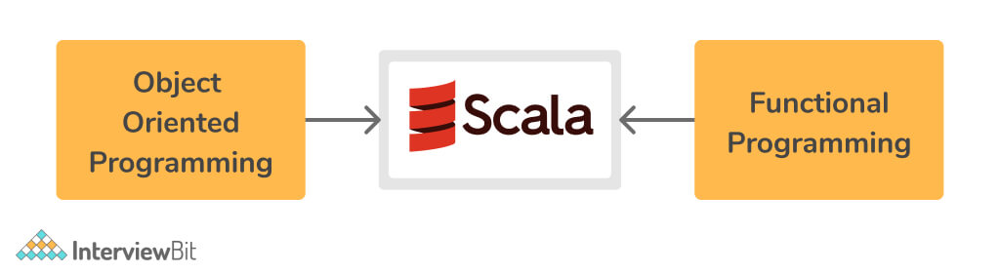 Object
Oriented
Programming
Scala
Functional
Programming
InterviewBit